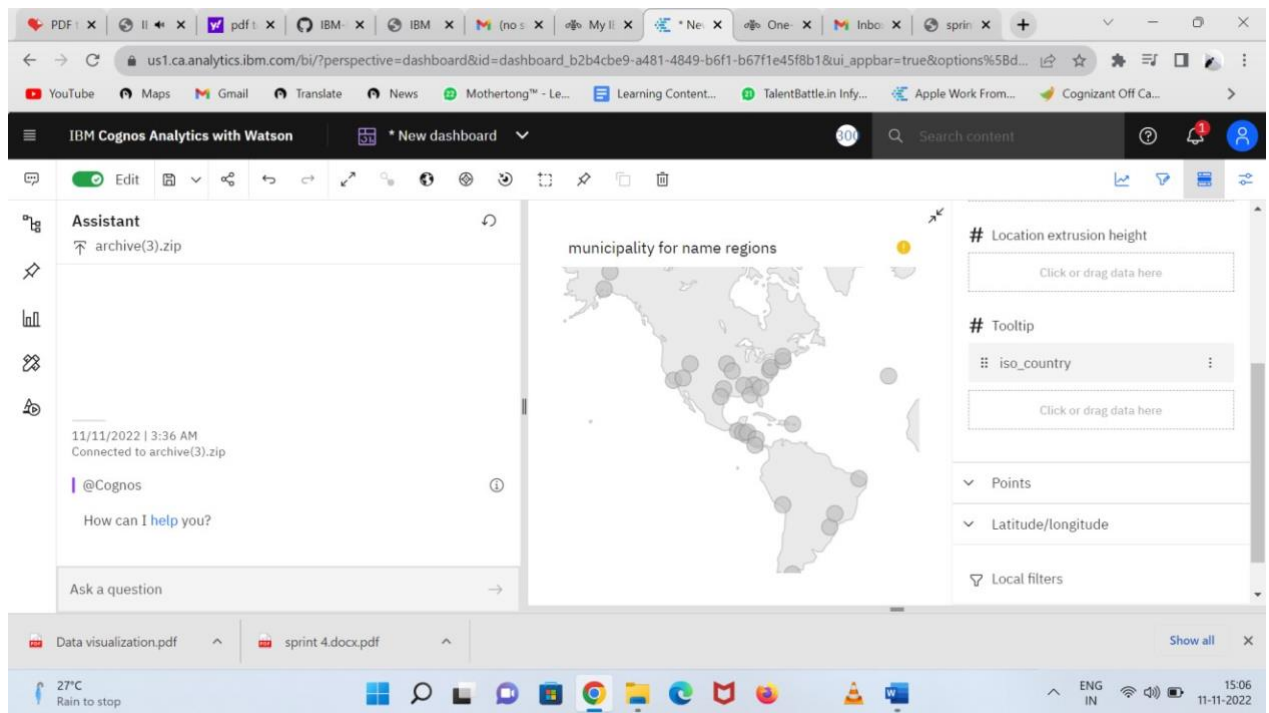 PDF t
II
pdf t
IBM-
IBM
(no s
My li
* Nev
One-
Inbo
sprin
us1.ca.analytics.ibm.com/bi/?perspective=dashboard&id=dashboard_b2b4cbe9-a481-4849-b6f1-b67f1e45f8b1&ui_appbar=true&options%5Bd...
YouTube Maps Gmail Translate News Mothertong™ - Le... Learning Content... TalentBattle.in Infy... Apple Work From... Cognizant Off Ca...
IBM Cognos Analytics with Watson * New dashboard Search content 1
Edit
Assistant
archive(3).zip
11/11/2022 | 3:36 AM
Connected to archive(3).zip
@Cognos
How can I help you?
Ask a question
municipality for name regions
# Location extrusion height
Click or drag data here
# Tooltip
iso_country
Click or drag data here
Points
Latitude/longitude
Local filters
Data visualization.pdf sprint 4.docx.pdf Show all
27°C
Rain to stop
ENG
IN
15:06
11-11-2022